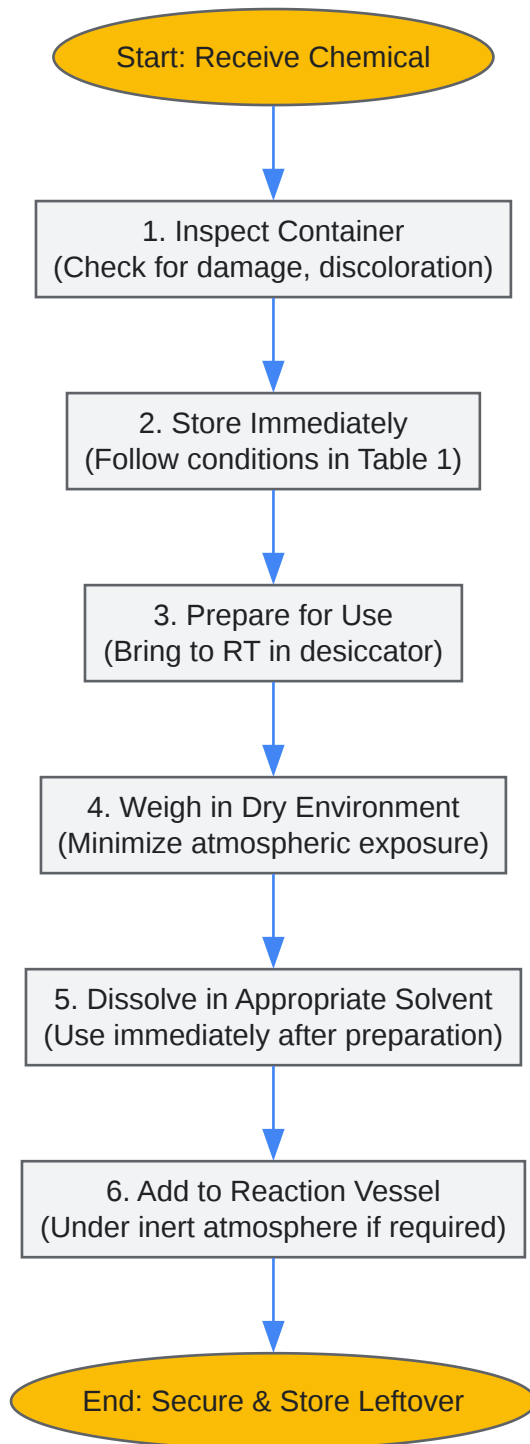 Start: Receive Chemical
1. Inspect Container
(Check for damage, discoloration)
2. Store Immediately
(Follow conditions in Table 1)
3. Prepare for Use
(Bring to RT in desiccator)
4. Weigh in Dry Environment
(Minimize atmospheric exposure)
5. Dissolve in Appropriate Solvent
(Use immediately after preparation)
6. Add to Reaction Vessel
(Under inert atmosphere if required)
End: Secure & Store Leftover